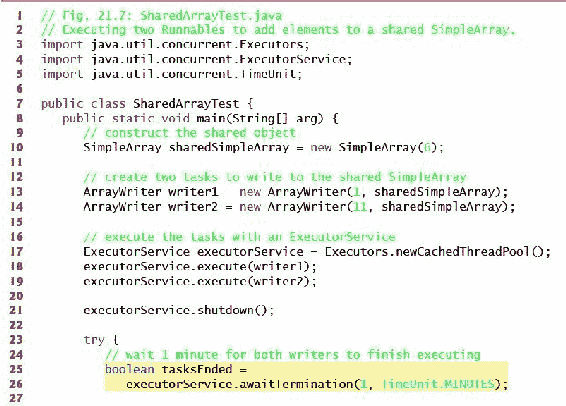 1 // Fig. 21.7: SharedArrayTest.java
2 // Executing two Runnables to add elements to a shared SimpleArray.
3 import java.util.concurrent.Executors;
4 import java.util.concurrent.ExecutorService;
5 import java.util.concurrent.TimeUnit;
6
7 public class SharedArrayTest {
8 public static void main(String[] arg) {
9 // construct the shared object
10 SimpleArray sharedSimpleArray = new SimpleArray(6);
11
12 // create two tasks to write to the shared SimpleArray
13 ArrayWriter writer1 = new ArrayWriter(1, sharedSimpleArray);
14 ArrayWriter writer2 = new ArrayWriter(11, sharedSimpleArray);
15
16 // execute the tasks with an ExecutorService
17 ExecutorService executorService = Executors.newCachedThreadPool();
18 executorService.execute(writer1);
19 executorService.execute(writer2);
20
21 executorService.shutdown();
22
23 try {
24 // wait 1 minute for both writers to finish executing
25 boolean tasksEnded =
26 executorService.awaitTermination(1, TimeUnit.MINUTES);
27